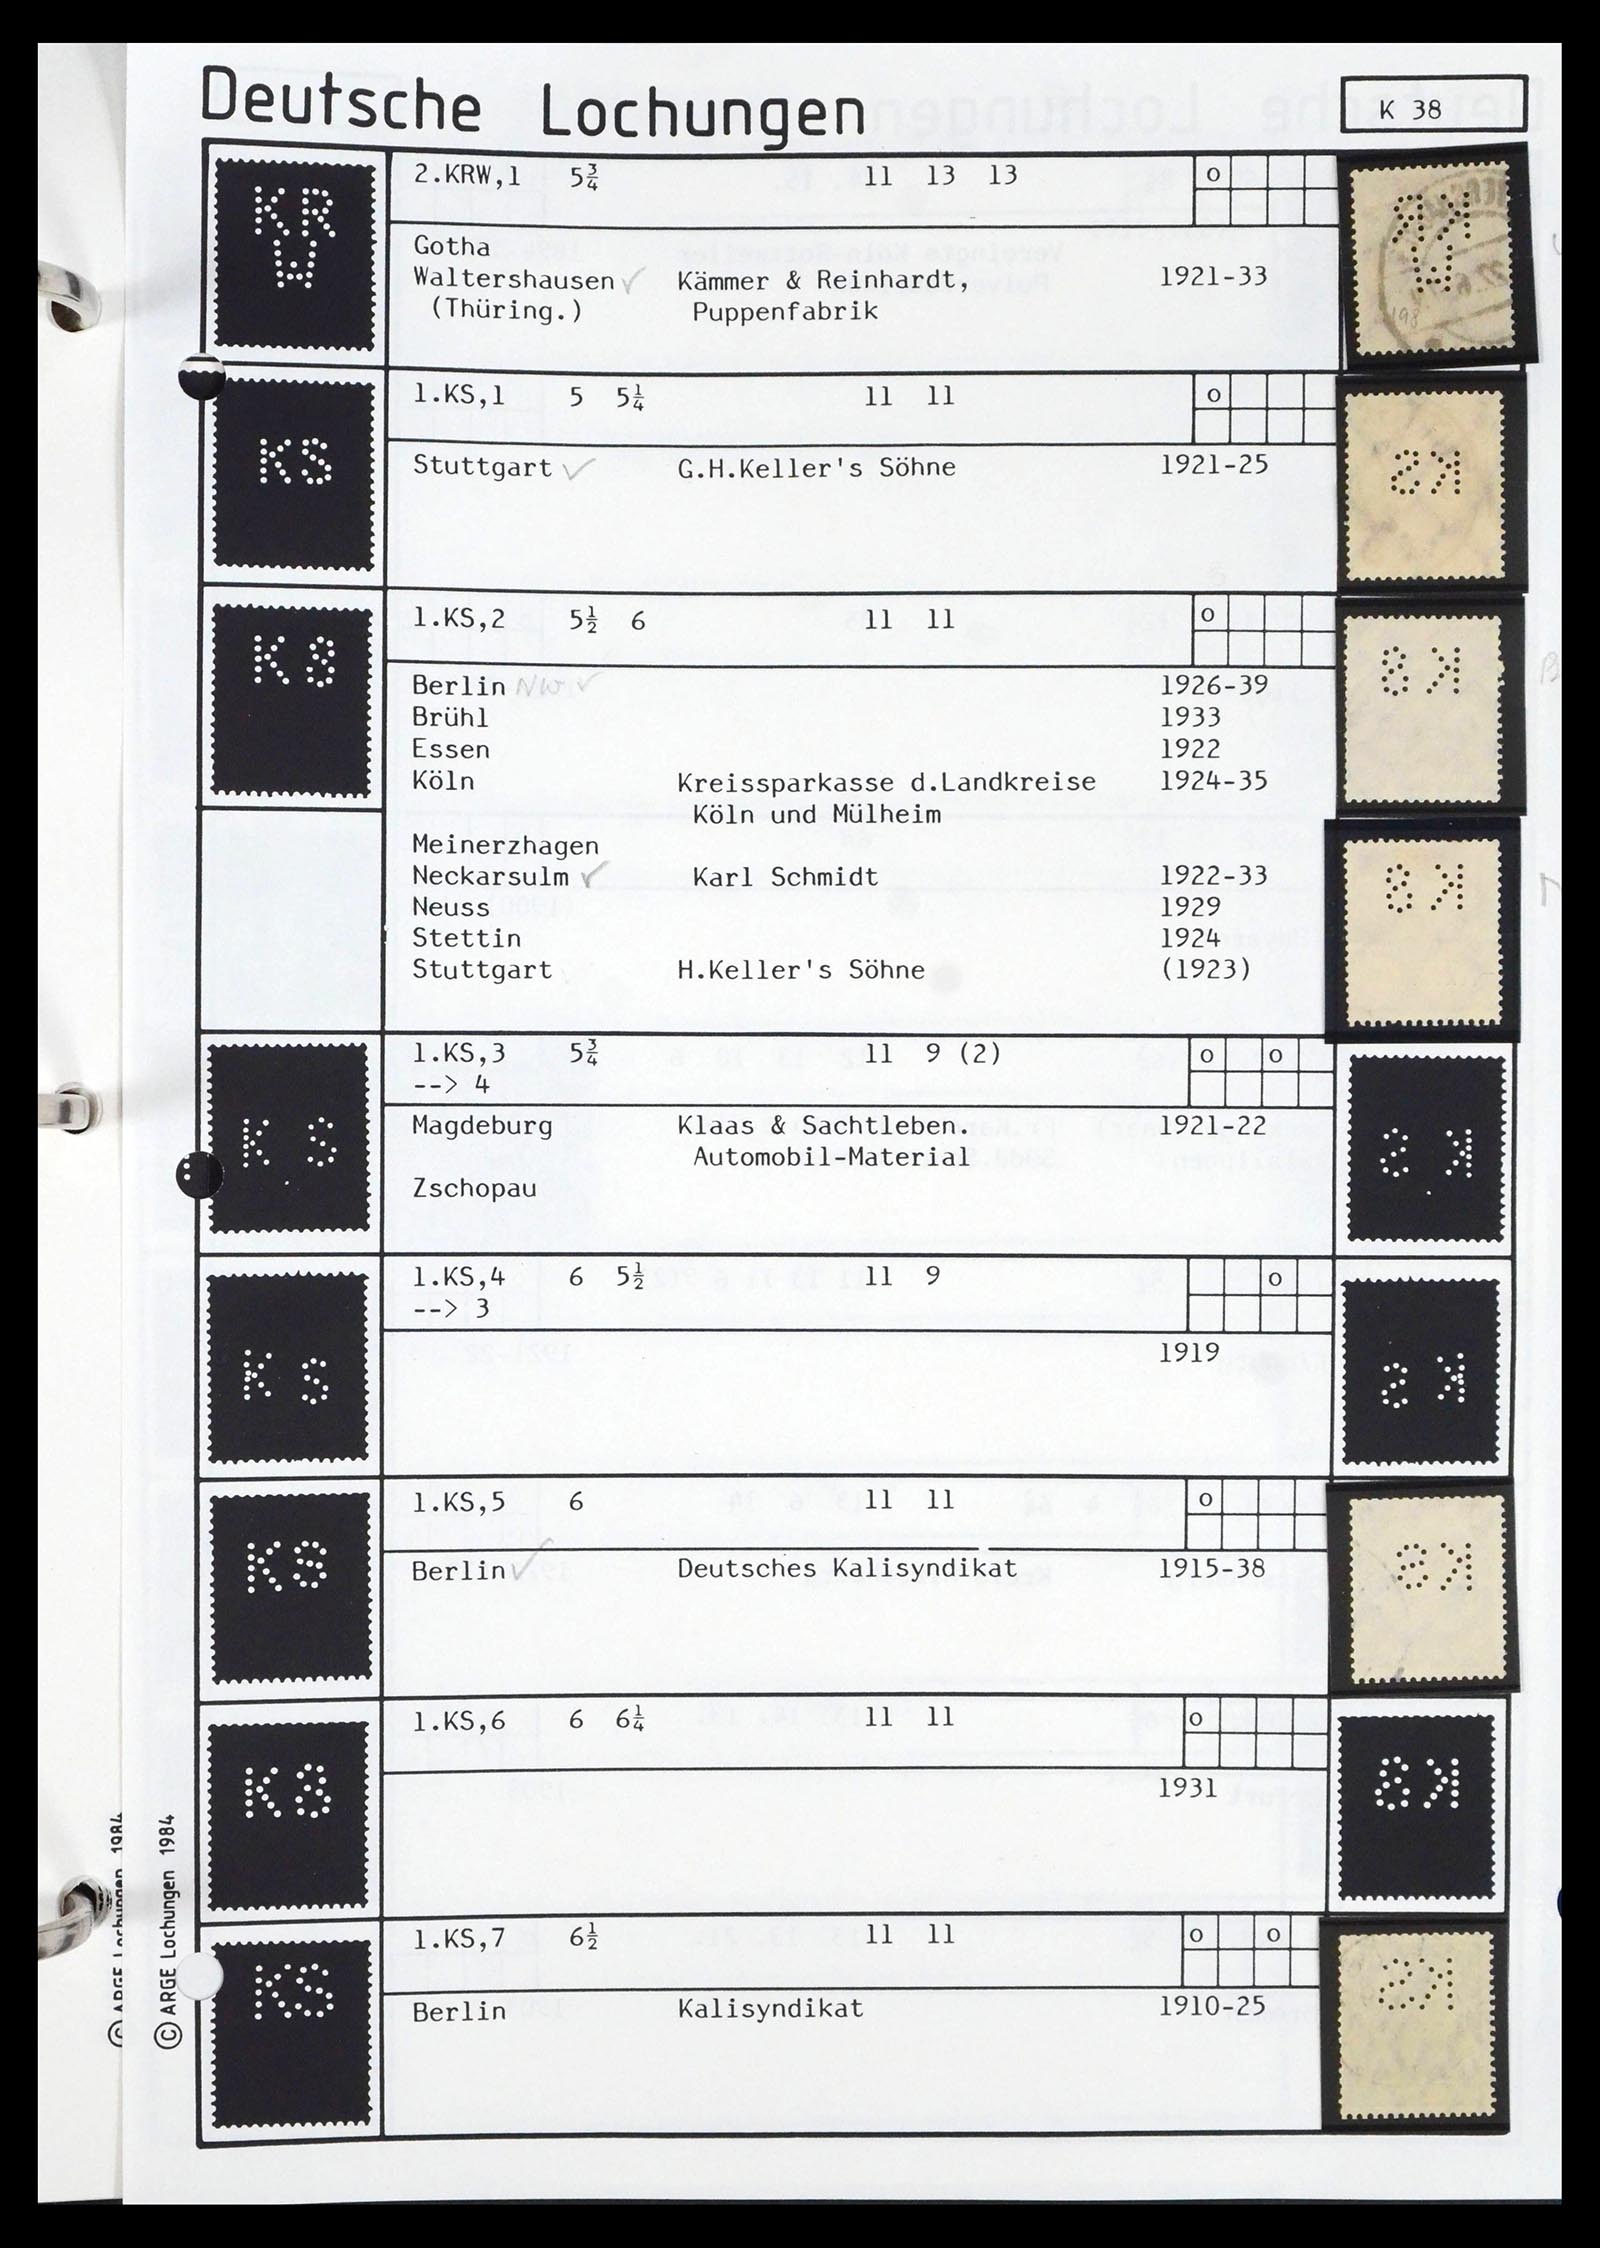 Deutsche Lochungen
K 38
KR
W
2.KRW,1 5¾ 11 13 13 o
Gotha
Waltershausen ✓ Kämmer & Reinhardt, 1921-33
(Thüring.) Puppenfabrik
KS
1.KS,1 5 5¼ 11 11 o
Stuttgart ✓ G.H.Keller's Söhne 1921-25
KS
1.KS,2 5½ 6 11 11 o
Berlin NW ✓ 1926-39
Brühl 1933
Essen 1922
Köln Kreissparkasse d.Landkreise 1924-35
Köln und Mülheim
Meinerzhagen
Neckarsulm ✓ Karl Schmidt 1922-33
Neuss 1929
Stettin 1924
Stuttgart H.Keller's Söhne (1923)
K S
1.KS,3 5¾ 11 9 (2) o o
--> 4
Magdeburg Klaas & Sachtleben. 1921-22
Automobil-Material
Zschopau
K S
1.KS,4 6 5½ 11 9 o
--> 3
1919
KS
1.KS,5 6 11 11 o
Berlin ✓ Deutsches Kalisyndikat 1915-38
KS
1.KS,6 6 6¼ 11 11 o
1931
KS
1.KS,7 6½ 11 11 o o
Berlin Kalisyndikat 1910-25
© ARGE Lochungen 1984
© ARGE Lochungen 1984